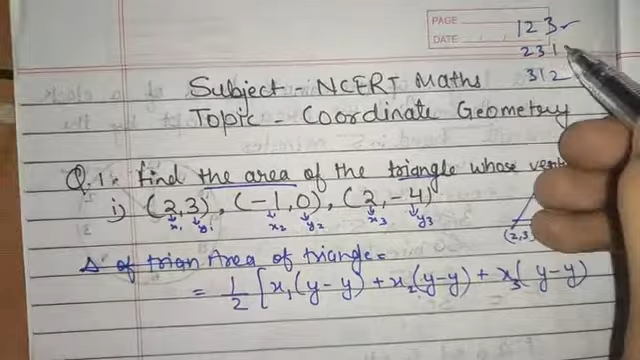 PAGE
DATE
1 2 3 ✓
2 3 1
3 1 2
Subject - NCERT Maths
Topic - Coordinate Geometry
Q.1:- Find the area of the triangle whose
i) (2,3), (-1,0), (2,-4)
x₁ y₁ x₂ y₂ x₃ y₃
(2,3)
Area of triangle =
= 1/2 [x₁(y-y) + x₂(y-y) + x₃(y-y)